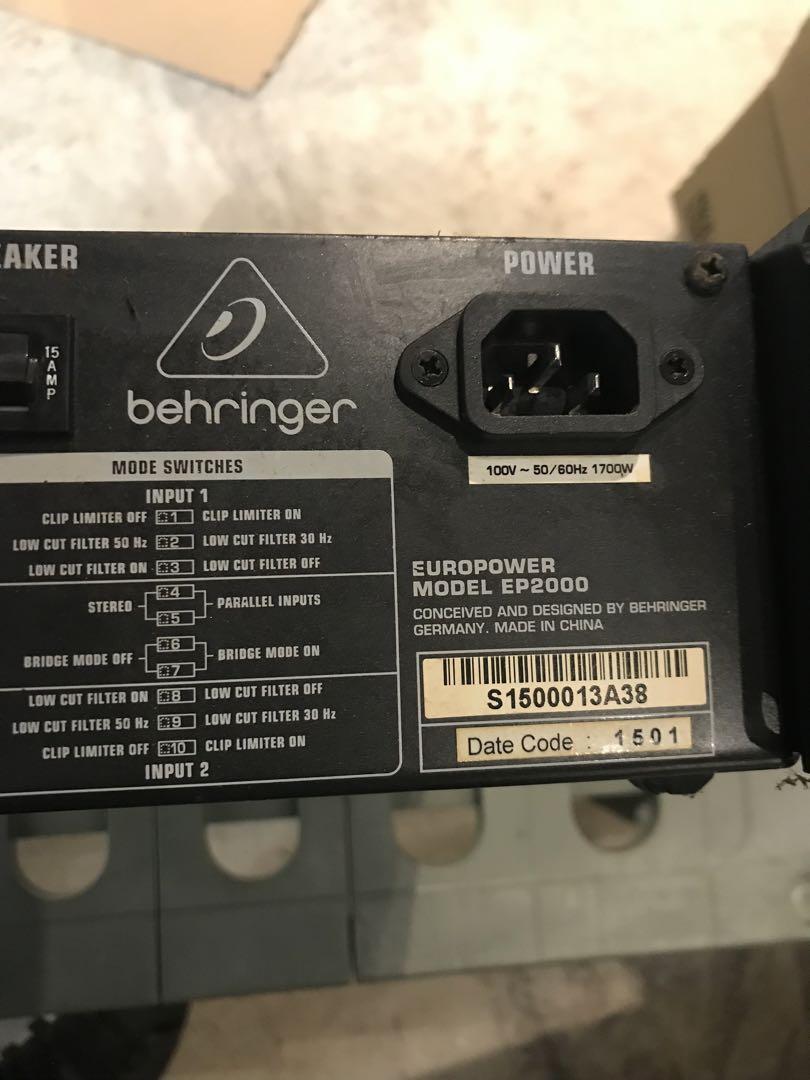 EAKER
POWER
15
A
M
P
behringer
100V ~ 50/60Hz 1700W
MODE SWITCHES
INPUT 1
CLIP LIMITER OFF 1 CLIP LIMITER ON
LOW CUT FILTER 50 Hz 2 LOW CUT FILTER 30 Hz
LOW CUT FILTER ON 3 LOW CUT FILTER OFF
4
STEREO PARALLEL INPUTS
5
6
BRIDGE MODE OFF BRIDGE MODE ON
7
LOW CUT FILTER ON 8 LOW CUT FILTER OFF
LOW CUT FILTER 50 Hz 9 LOW CUT FILTER 30 Hz
CLIP LIMITER OFF 10 CLIP LIMITER ON
INPUT 2
EUROPOWER
MODEL EP2000
CONCEIVED AND DESIGNED BY BEHRINGER
GERMANY. MADE IN CHINA
S1500013A38
Date Code : 1501